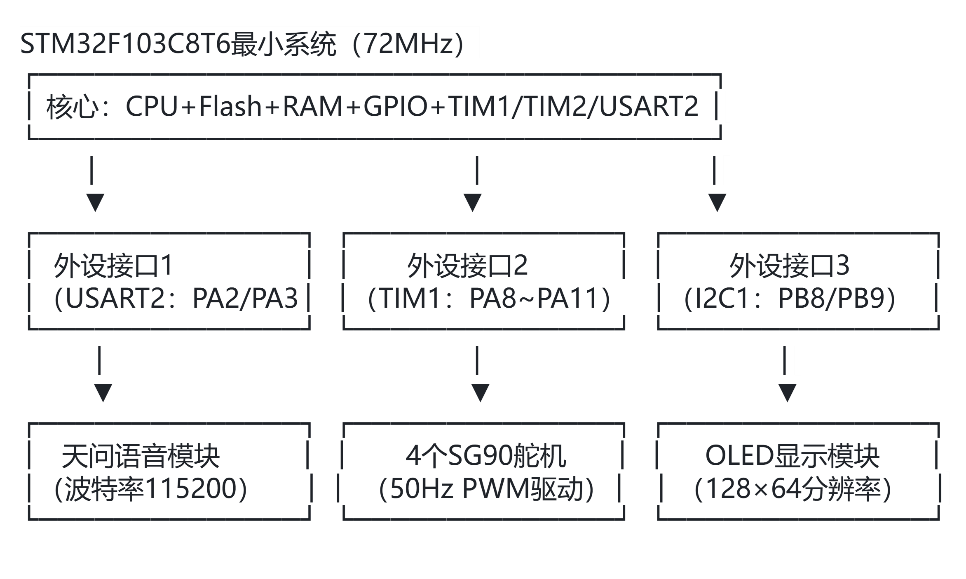 STM32F103C8T6最小系统（72MHz）
核心：CPU+Flash+RAM+GPIO+TIM1/TIM2/USART2
外设接口1
（USART2：PA2/PA3
外设接口2
（TIM1：PA8~PA11）
外设接口3
（I2C1：PB8/PB9）
天问语音模块
（波特率115200）
4个SG90舵机
（50Hz PWM驱动）
OLED显示模块
（128×64分辨率）